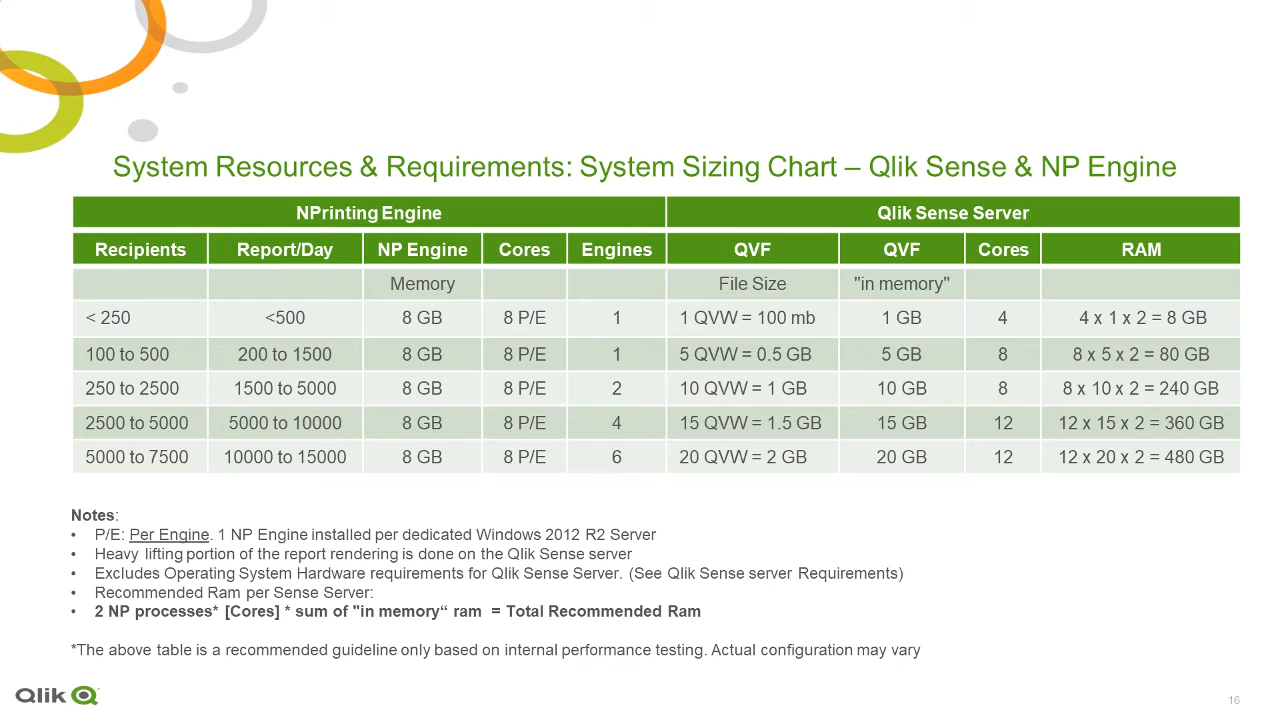 System Resources & Requirements: System Sizing Chart – Qlik Sense & NP Engine
NPrinting Engine Qlik Sense Server
Recipients Report/Day NP Engine Cores Engines QVF QVF Cores RAM
Memory File Size "in memory"
< 250 <500 8 GB 8 P/E 1 1 QVW = 100 mb 1 GB 4 4 x 1 x 2 = 8 GB
100 to 500 200 to 1500 8 GB 8 P/E 1 5 QVW = 0.5 GB 5 GB 8 8 x 5 x 2 = 80 GB
250 to 2500 1500 to 5000 8 GB 8 P/E 2 10 QVW = 1 GB 10 GB 8 8 x 10 x 2 = 240 GB
2500 to 5000 5000 to 10000 8 GB 8 P/E 4 15 QVW = 1.5 GB 15 GB 12 12 x 15 x 2 = 360 GB
5000 to 7500 10000 to 15000 8 GB 8 P/E 6 20 QVW = 2 GB 20 GB 12 12 x 20 x 2 = 480 GB
Notes:
• P/E: Per Engine. 1 NP Engine installed per dedicated Windows 2012 R2 Server
• Heavy lifting portion of the report rendering is done on the Qlik Sense server
• Excludes Operating System Hardware requirements for Qlik Sense Server. (See Qlik Sense server Requirements)
• Recommended Ram per Sense Server:
• 2 NP processes* [Cores] * sum of "in memory“ ram = Total Recommended Ram
*The above table is a recommended guideline only based on internal performance testing. Actual configuration may vary
Qlik
16